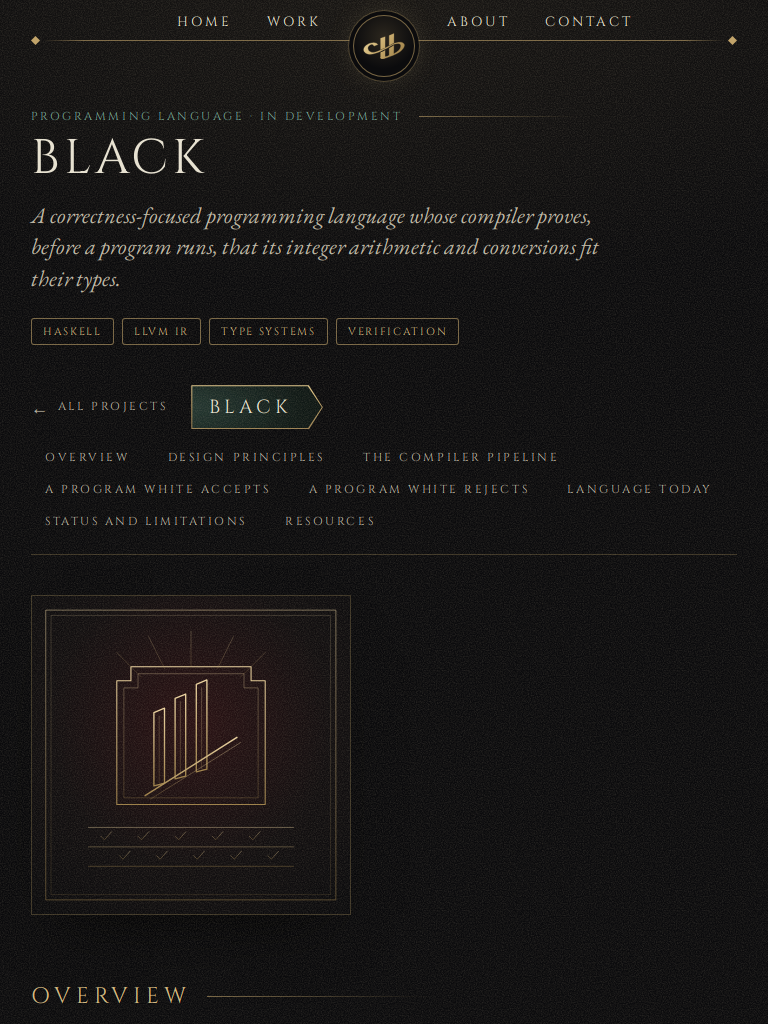 HOME WORK ABOUT CONTACT
PROGRAMMING LANGUAGE · IN DEVELOPMENT
BLACK
A correctness-focused programming language whose compiler proves,
before a program runs, that its integer arithmetic and conversions fit
their types.
HASKELL LLVM IR TYPE SYSTEMS VERIFICATION
← ALL PROJECTS BLACK
OVERVIEW DESIGN PRINCIPLES THE COMPILER PIPELINE
A PROGRAM WHITE ACCEPTS A PROGRAM WHITE REJECTS LANGUAGE TODAY
STATUS AND LIMITATIONS RESOURCES
OVERVIEW